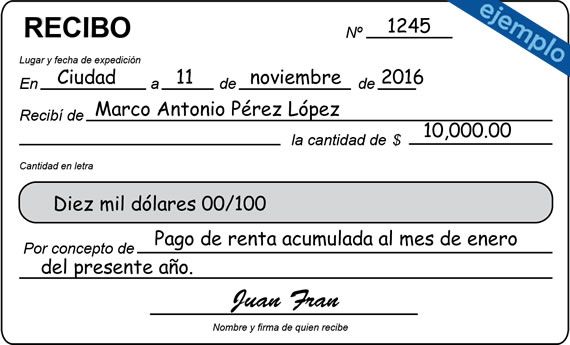 RECIBO Nº 1245
ejemplo
Lugar y fecha de expedición
En Ciudad a 11 de noviembre de 2016
Recibí de Marco Antonio Pérez López
la cantidad de $ 10,000.00
Cantidad en letra
Diez mil dólares 00/100
Por concepto de Pago de renta acumulada al mes de enero
del presente año.
Juan Fran
Nombre y firma de quien recibe